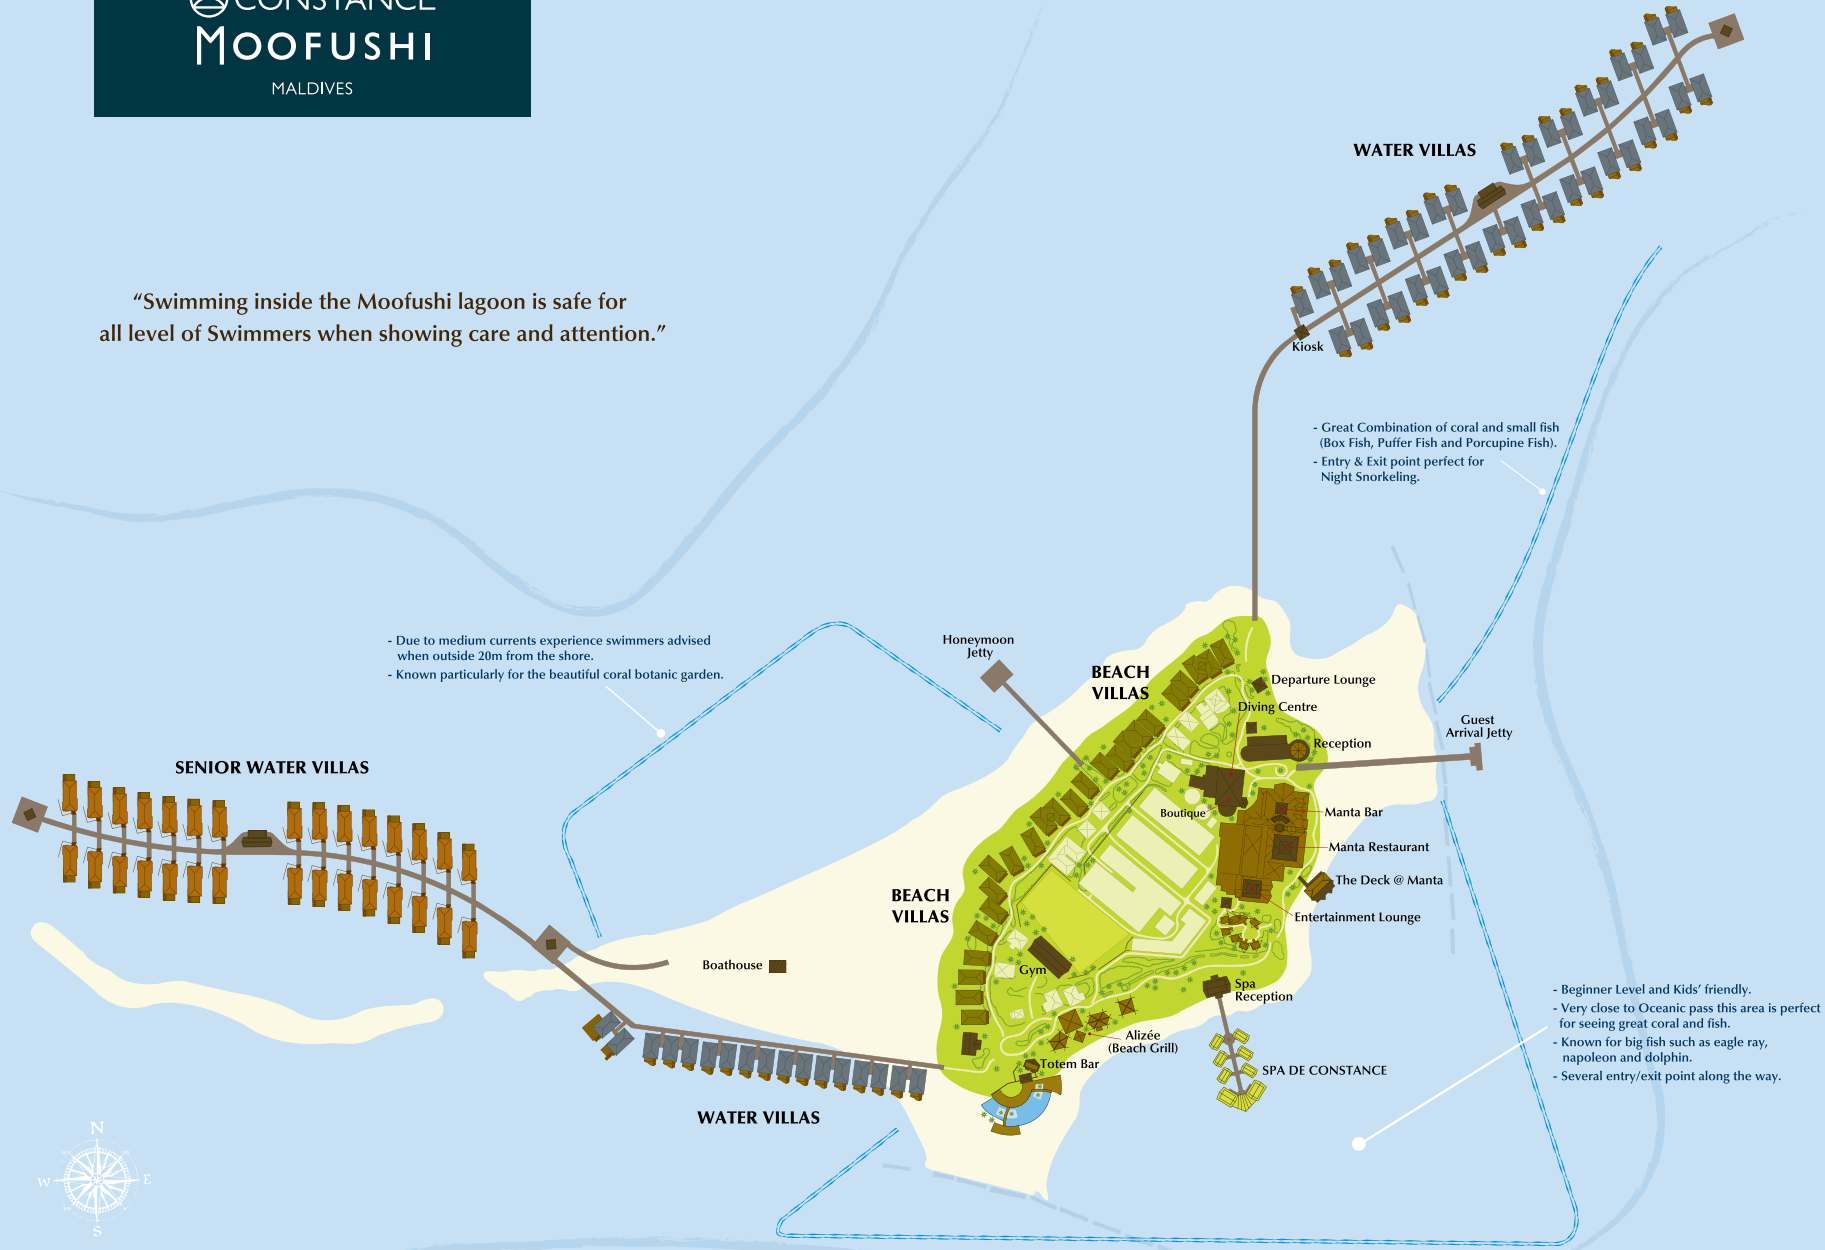 CONSTANCE
MOOFUSHI
MALDIVES
WATER VILLAS
“Swimming inside the Moofushi lagoon is safe for
all level of Swimmers when showing care and attention.”
Kiosk
- Great Combination of coral and small fish
(Box Fish, Puffer Fish and Porcupine Fish).
- Entry & Exit point perfect for
Night Snorkeling.
- Due to medium currents experience swimmers advised
when outside 20m from the shore.
- Known particularly for the beautiful coral botanic garden.
Honeymoon
Jetty
BEACH
VILLAS
Departure Lounge
Diving Centre
Guest
Arrival Jetty
Reception
SENIOR WATER VILLAS
Boutique
Manta Bar
Manta Restaurant
The Deck @ Manta
BEACH
VILLAS
Entertainment Lounge
Boathouse
Gym
Spa
Reception
- Beginner Level and Kids’ friendly.
- Very close to Oceanic pass this area is perfect
for seeing great coral and fish.
- Known for big fish such as eagle ray,
napoleon and dolphin.
- Several entry/exit point along the way.
Alizée
(Beach Grill)
Totem Bar
SPA DE CONSTANCE
WATER VILLAS
N
W
E
S